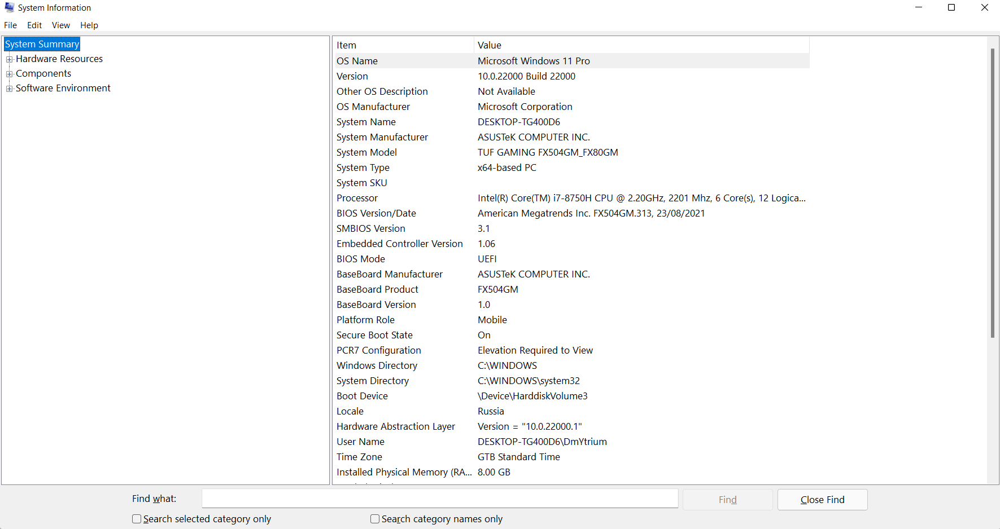 System Information
File Edit View Help
System Summary
Hardware Resources
Components
Software Environment
Item Value
OS Name Microsoft Windows 11 Pro
Version 10.0.22000 Build 22000
Other OS Description Not Available
OS Manufacturer Microsoft Corporation
System Name DESKTOP-TG400D6
System Manufacturer ASUSTeK COMPUTER INC.
System Model TUF GAMING FX504GM_FX80GM
System Type x64-based PC
System SKU
Processor Intel(R) Core(TM) i7-8750H CPU @ 2.20GHz, 2201 Mhz, 6 Core(s), 12 Logica...
BIOS Version/Date American Megatrends Inc. FX504GM.313, 23/08/2021
SMBIOS Version 3.1
Embedded Controller Version 1.06
BIOS Mode UEFI
BaseBoard Manufacturer ASUSTeK COMPUTER INC.
BaseBoard Product FX504GM
BaseBoard Version 1.0
Platform Role Mobile
Secure Boot State On
PCR7 Configuration Elevation Required to View
Windows Directory C:\WINDOWS
System Directory C:\WINDOWS\system32
Boot Device \Device\HarddiskVolume3
Locale Russia
Hardware Abstraction Layer Version = "10.0.22000.1"
User Name DESKTOP-TG400D6\DmYtrium
Time Zone GTB Standard Time
Installed Physical Memory (RA... 8.00 GB
Find what: Find Close Find
Search selected category only Search category names only